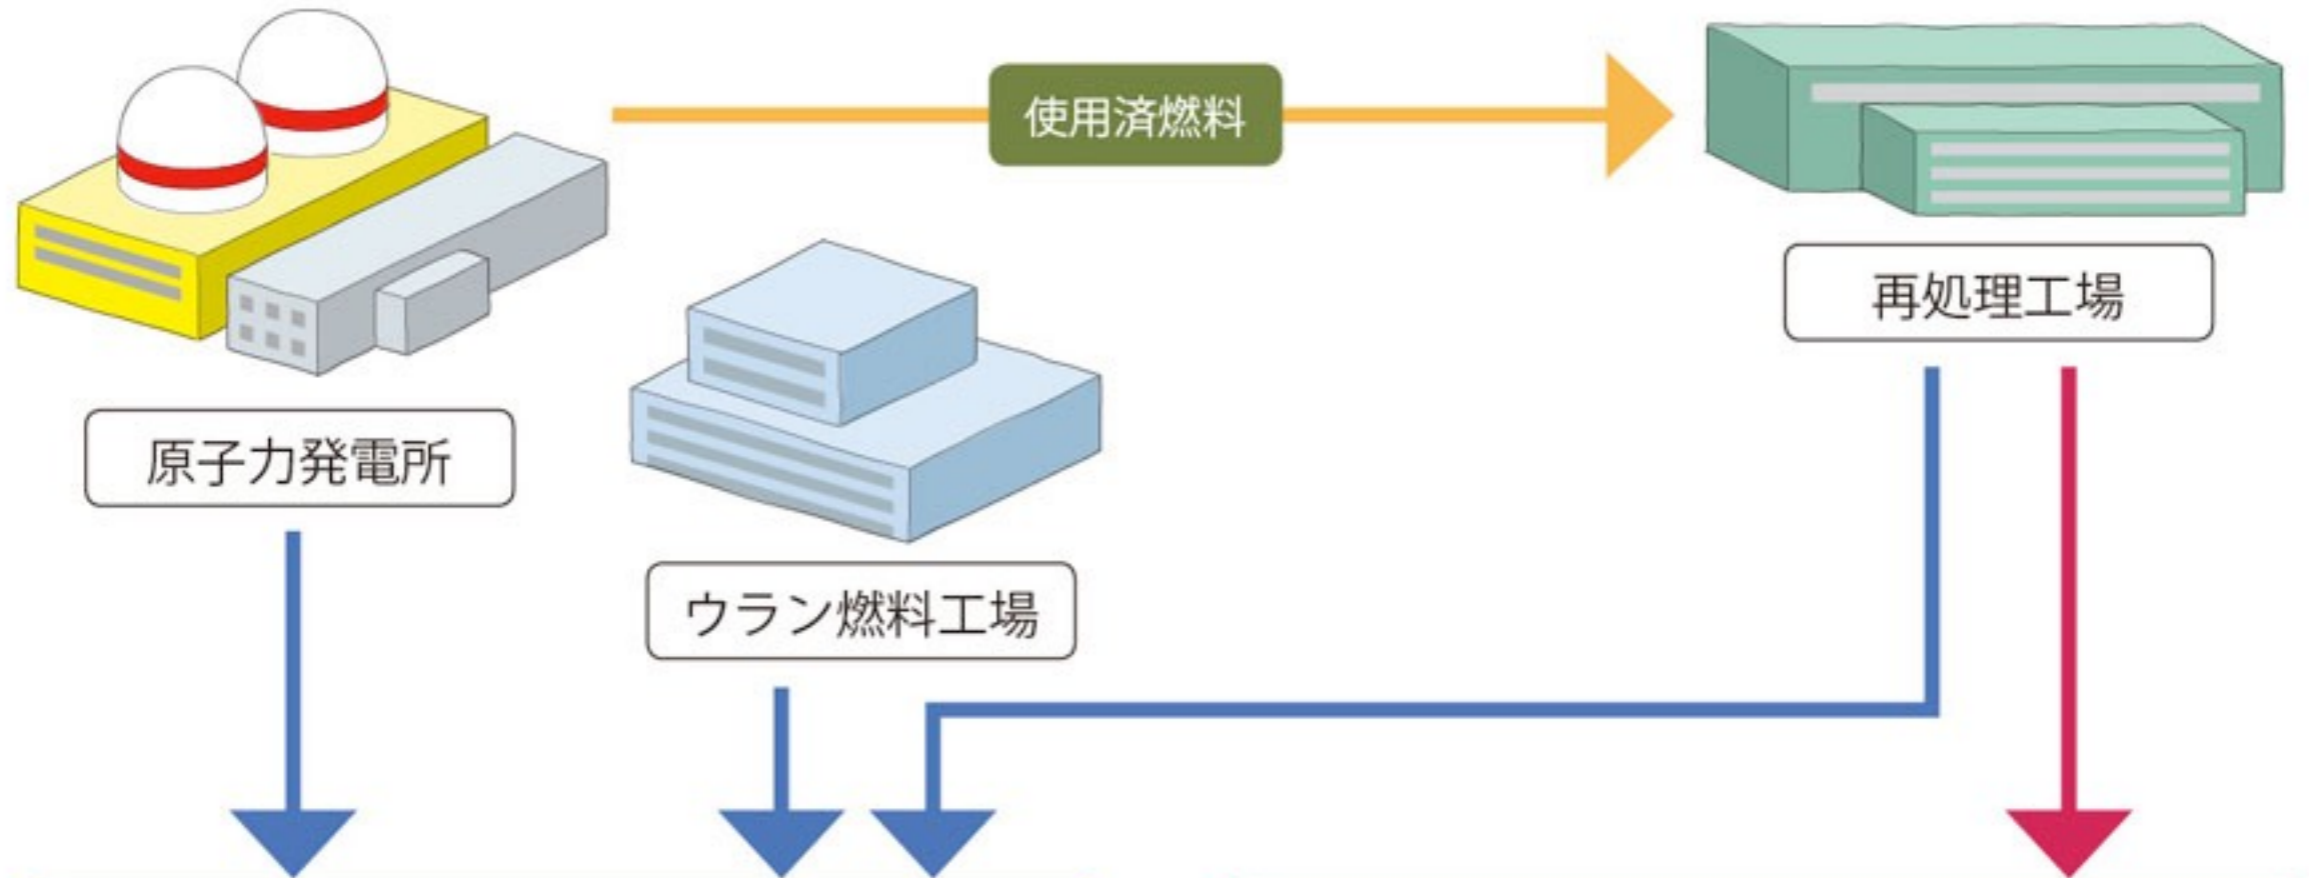 使用済燃料
再処理工場
原子力発電所
ウラン燃料工場